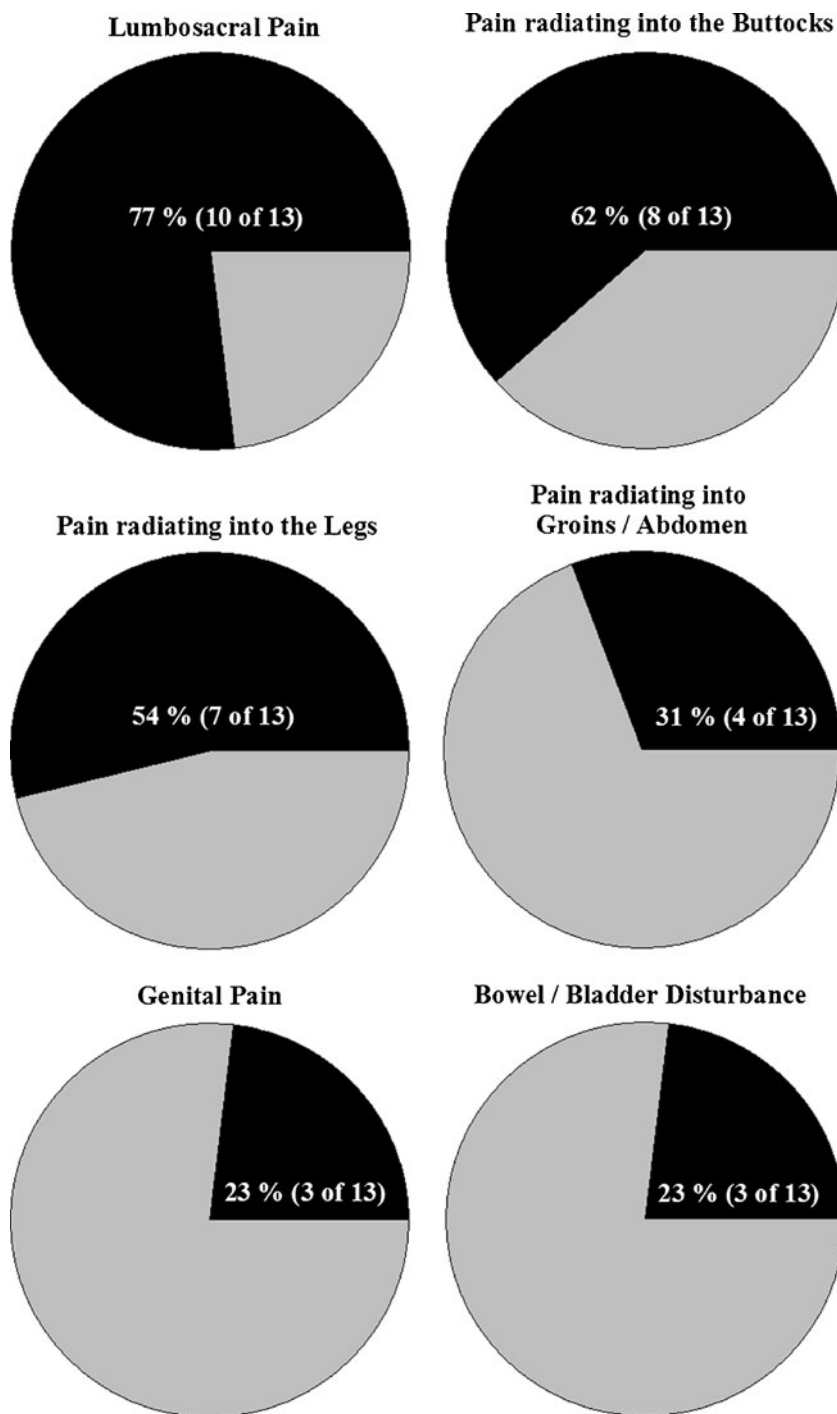 Lumbosacral Pain
77 % (10 of 13)
Pain radiating into the Buttocks
62 % (8 of 13)
Pain radiating into the Legs
54 % (7 of 13)
Pain radiating into
Groins / Abdomen
31 % (4 of 13)
Genital Pain
23 % (3 of 13)
Bowel / Bladder Disturbance
23 % (3 of 13)